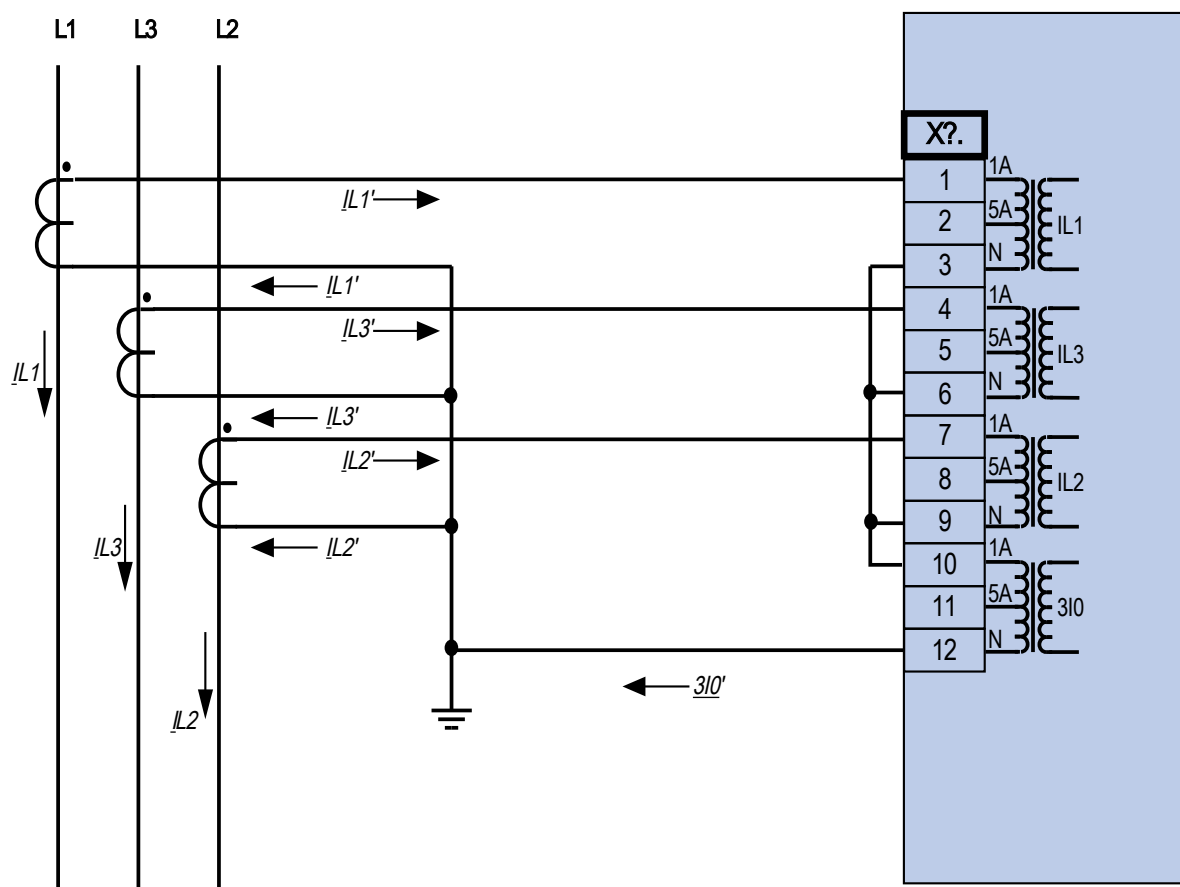 L1 L3 L2
X?.
1 1A
IL1'
2 5A IL1
3 N
IL1'
4 1A
IL3'
5 5A IL3
IL1
6 N
IL3'
7 1A
IL2'
8 5A IL2
9 N
IL3 IL2'
10 1A
11 5A 3I0
12 N
3I0'
IL2